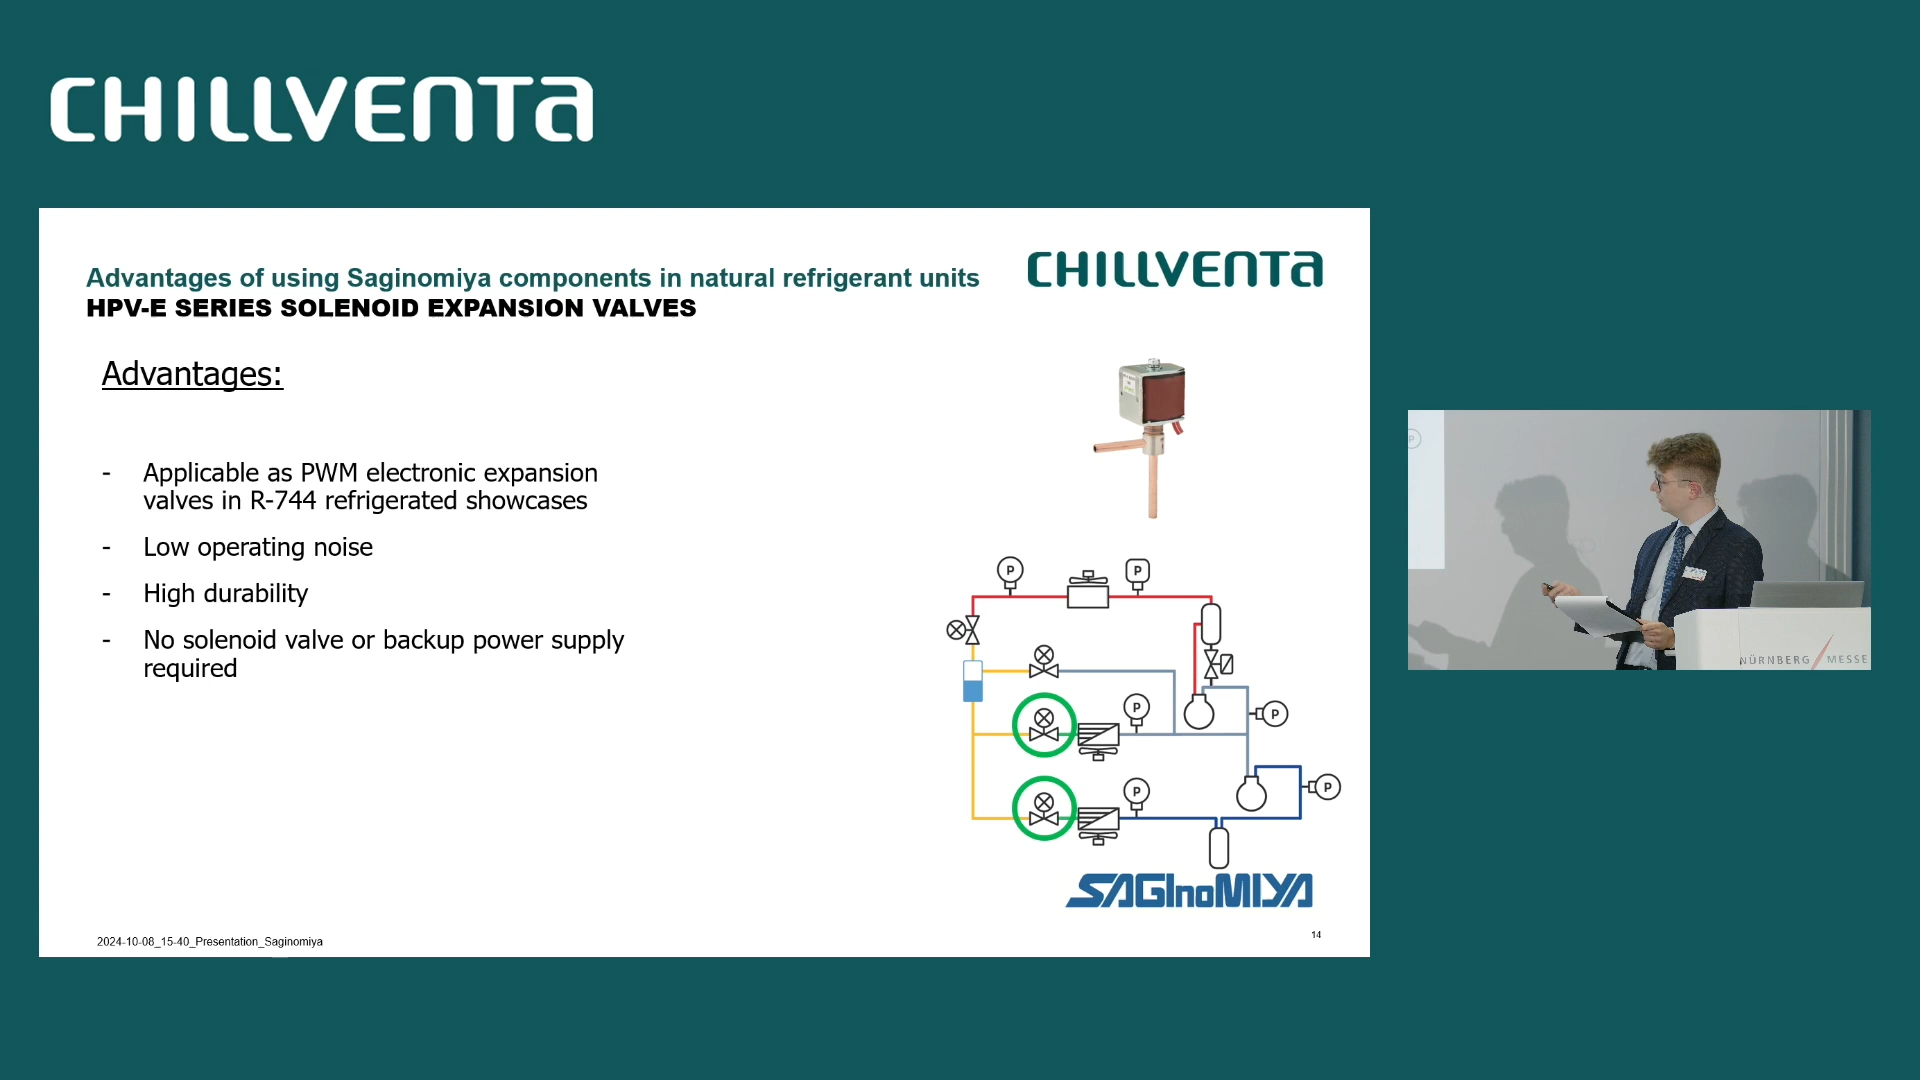 CHILLVENTA
Advantages of using Saginomiya components in natural refrigerant units
HPV-E SERIES SOLENOID EXPANSION VALVES
CHILLVENTA
Advantages:
- Applicable as PWM electronic expansion
valves in R-744 refrigerated showcases
- Low operating noise
- High durability
- No solenoid valve or backup power supply
required
P
P
P
P
P
P
SAGInoMIYA
2024-10-08_15-40_Presentation_Saginomiya
14
P
NÜRNBERG MESSE